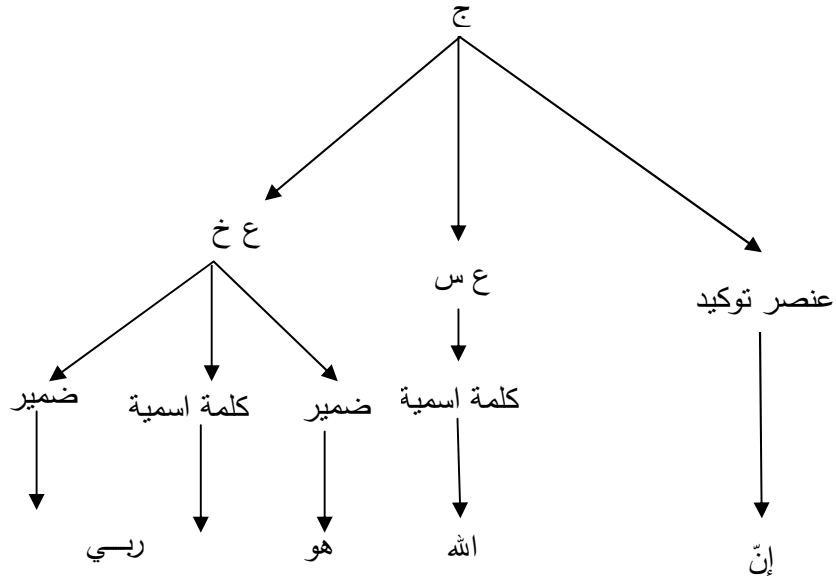 ج
ع خ
ع س
عنصر توكيد
كلمة اسمية
ضمير
كلمة اسمية
ضمير
إنّ
الله
هو
ربـــي